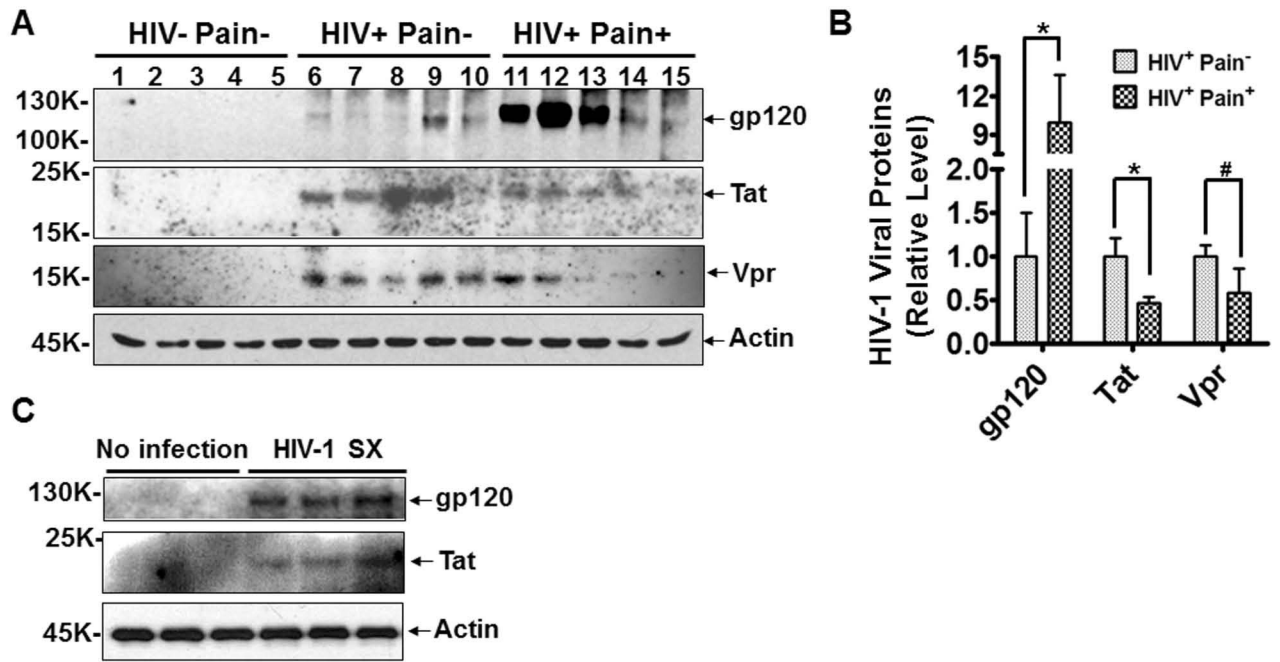 A
HIV- Pain- HIV+ Pain- HIV+ Pain+
1 2 3 4 5 6 7 8 9 10 11 12 13 14 15
130K-
gp120
100K-
25K-
Tat
15K-
15K-
Vpr
45K-
Actin
B
HIV-1 Viral Proteins
(Relative Level)
15
12
9
2.0
1.5
1.0
0.5
0.0
* * #
HIV+ Pain-
HIV+ Pain+
gp120 Tat Vpr
C
No infection HIV-1 SX
130K-
gp120
25K-
Tat
45K-
Actin